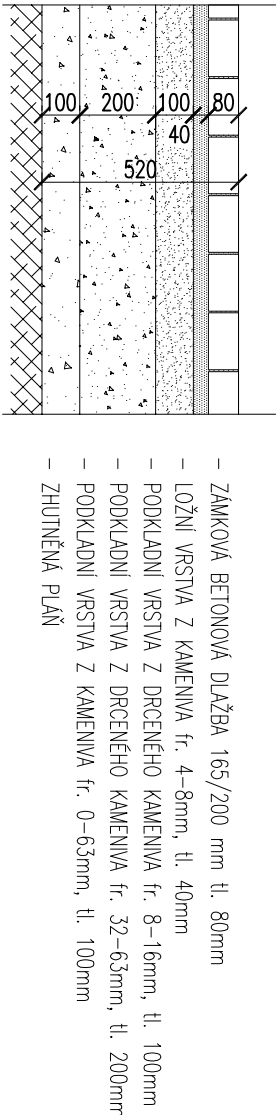 100
200
100
40
80
520
- ZÁMKOVÁ BETONOVÁ DLAŽBA 165/200 mm tl. 80mm
- LOŽNÍ VRSTVA Z KAMENIVA fr. 4-8mm, tl. 40mm
- PODKLADNÍ VRSTVA Z DRCENÉHO KAMENIVA fr. 8-16mm, tl. 100mm
- PODKLADNÍ VRSTVA Z DRCENÉHO KAMENIVA fr. 32-63mm, tl. 200mm
- PODKLADNÍ VRSTVA Z KAMENIVA fr. 0-63mm, tl. 100mm
- ZHUTNĚNÁ PLÁŇ